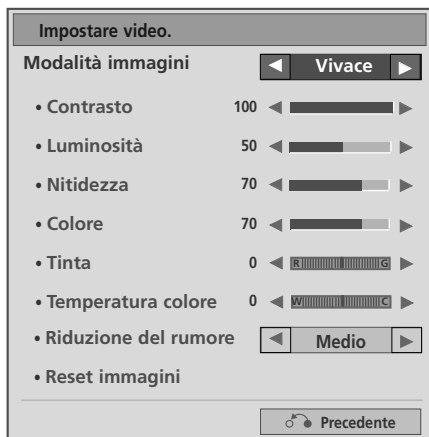 Impostare video.
Modalità immagini ◀ Vivace ▶
• Contrasto 100 ◀ ▶
• Luminosità 50 ◀ ▶
• Nitidezza 70 ◀ ▶
• Colore 70 ◀ ▶
• Tinta 0 ◀ R G ▶
• Temperatura colore 0 ◀ W C ▶
• Riduzione del rumore ◀ Medio ▶
• Reset immagini
Precedente